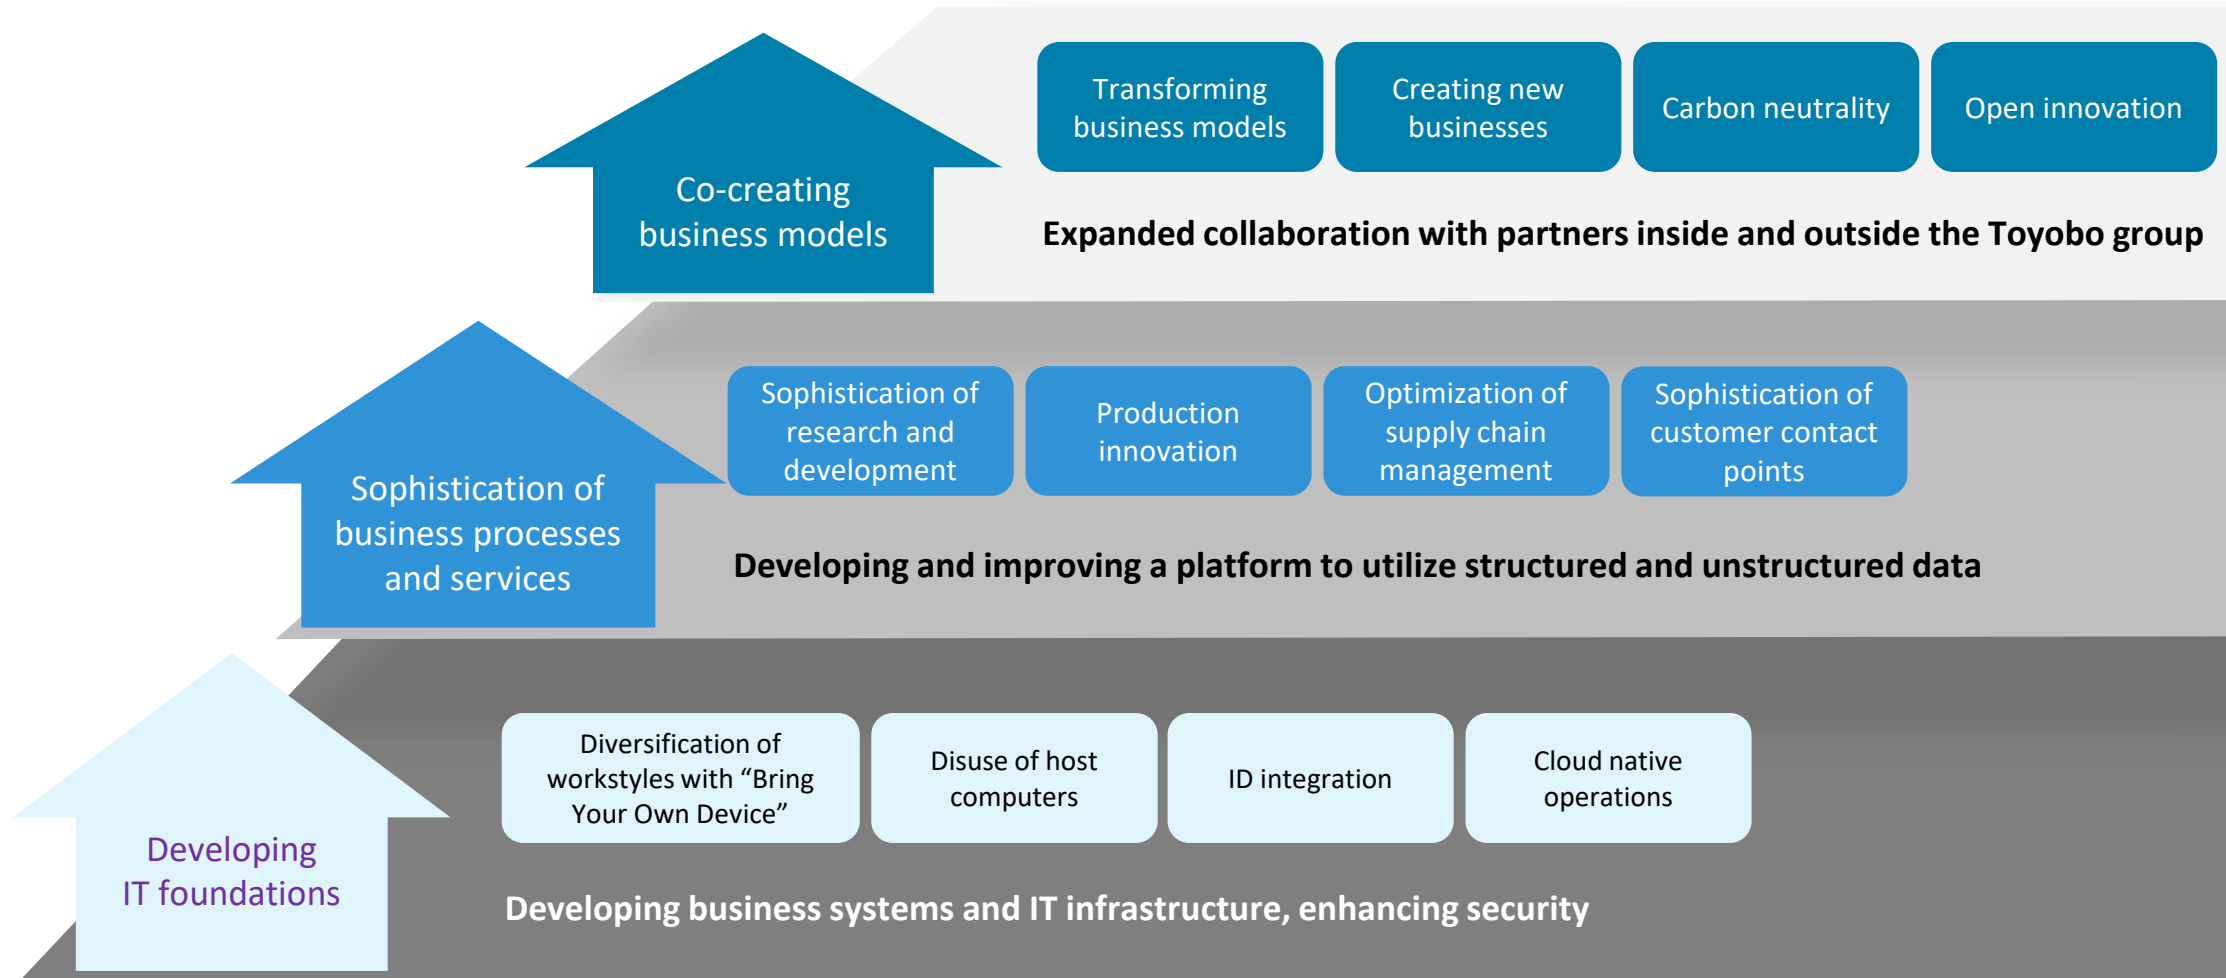 Transforming
business models
Creating new
businesses
Carbon neutrality
Open innovation
Co-creating
business models
Expanded collaboration with partners inside and outside the Toyobo group
Sophistication of
research and
development
Production
innovation
Optimization of
supply chain
management
Sophistication of
customer contact
points
Sophistication of
business processes
and services
Developing and improving a platform to utilize structured and unstructured data
Diversification of
workstyles with “Bring
Your Own Device”
Disuse of host
computers
ID integration
Cloud native
operations
Developing
IT foundations
Developing business systems and IT infrastructure, enhancing security